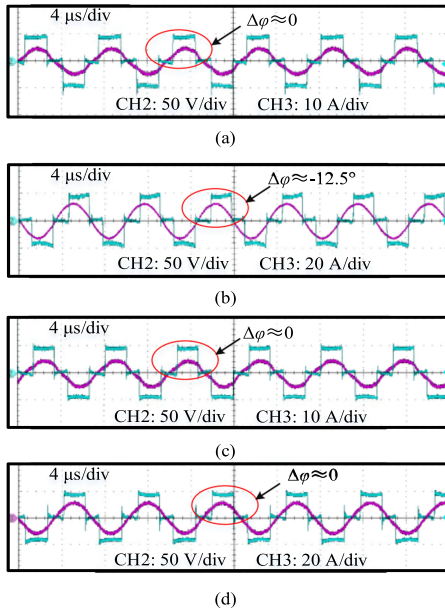 4 μs/div
Δφ≈0
CH2: 50 V/div CH3: 10 A/div
(a)
4 μs/div
Δφ≈-12.5°
CH2: 50 V/div CH3: 20 A/div
(b)
4 μs/div
Δφ≈0
CH2: 50 V/div CH3: 10 A/div
(c)
4 μs/div
Δφ≈0
CH2: 50 V/div CH3: 20 A/div
(d)